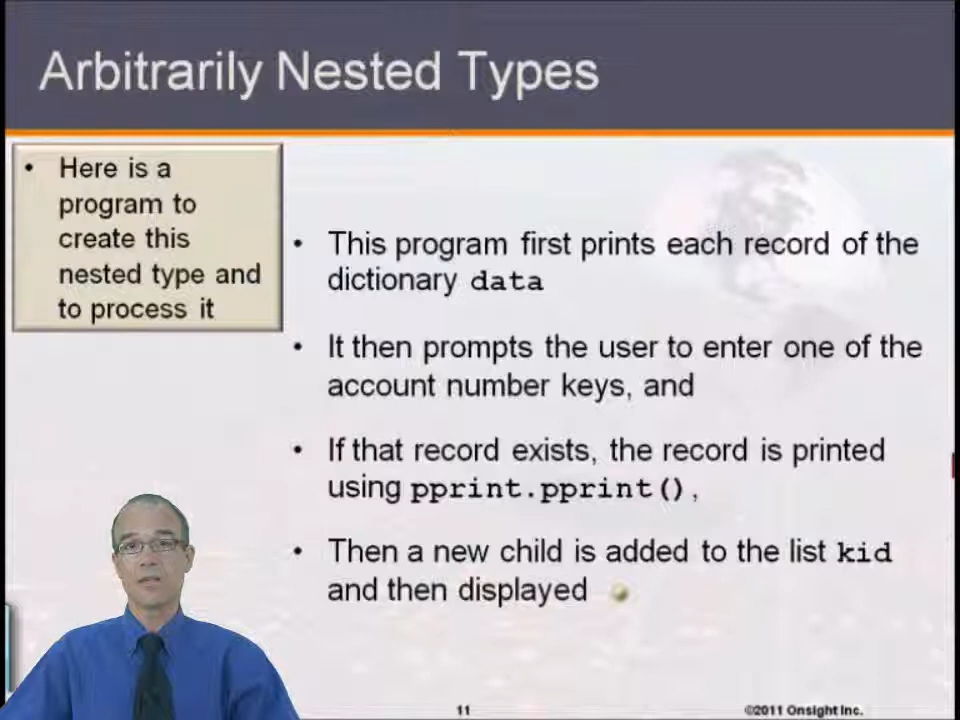 Arbitrarily Nested Types
• Here is a
program to
create this
nested type and
to process it
• This program first prints each record of the
dictionary data
• It then prompts the user to enter one of the
account number keys, and
• If that record exists, the record is printed
using pprint.pprint(),
• Then a new child is added to the list kid
and then displayed
11
©2011 Onsight Inc.